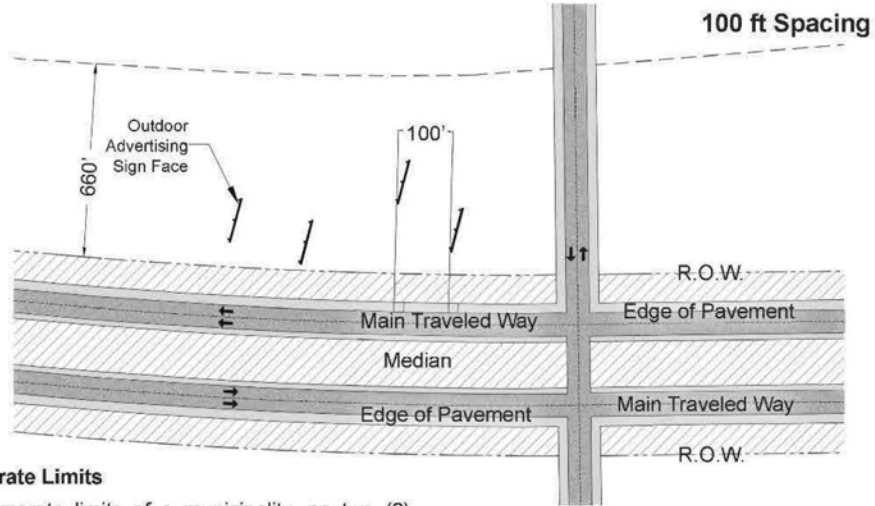 100 ft Spacing
Outdoor
Advertising
Sign Face
100'
660'
R.O.W.
Edge of Pavement
Main Traveled Way
Median
Main Traveled Way
Edge of Pavement
R.O.W.
rate Limits